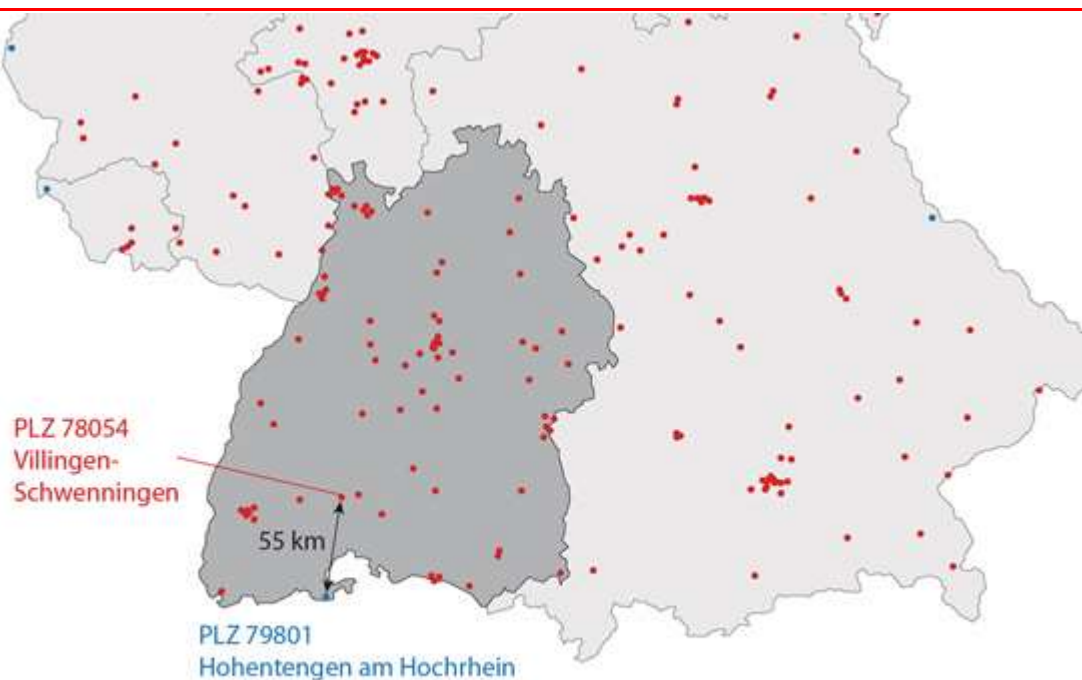 PLZ 78054
Villingen-
Schwenningen
55 km
PLZ 79801
Hohentengen am Hochrhein